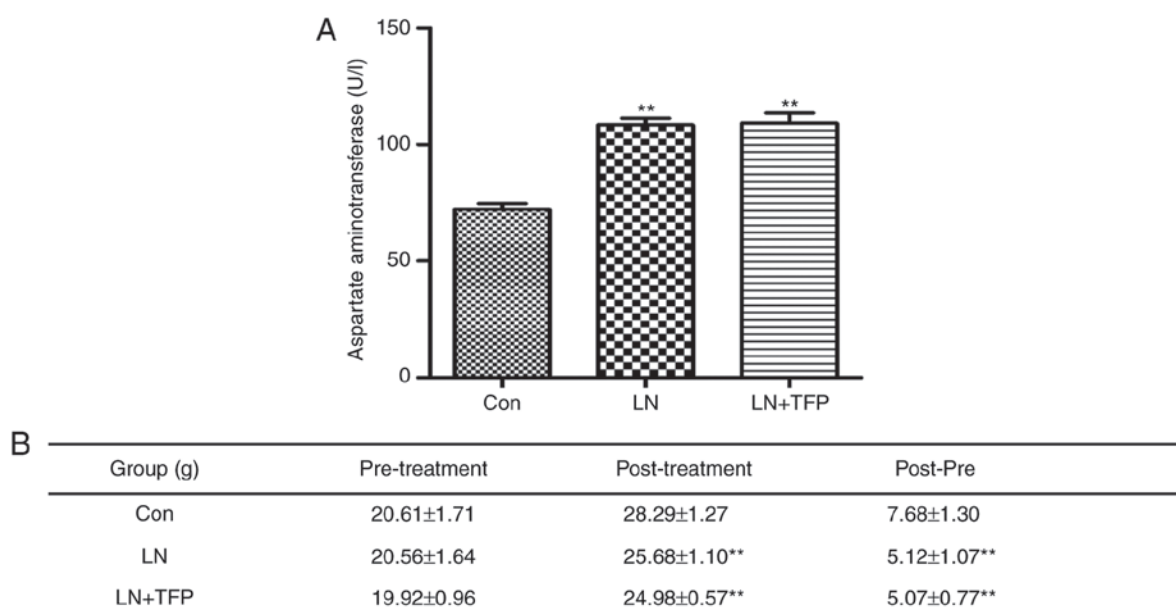 A
150
100
50
0
Aspartate aminotransferase (U/l)
**
**
Con LN LN+TFP
B
Group (g) Pre-treatment Post-treatment Post-Pre
Con 20.61±1.71 28.29±1.27 7.68±1.30
LN 20.56±1.64 25.68±1.10** 5.12±1.07**
LN+TFP 19.92±0.96 24.98±0.57** 5.07±0.77**